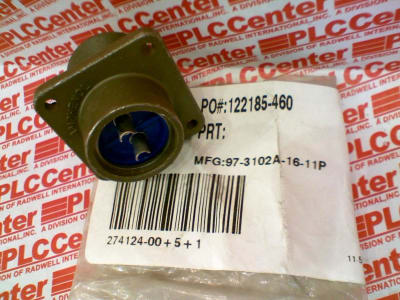 PLCCenter
A DIVISION OF RADWELL INTERNATIONAL, INC.
PO#:122185-460
PRT:
MFG:97-3102A-16-11P
274124-00+5+1